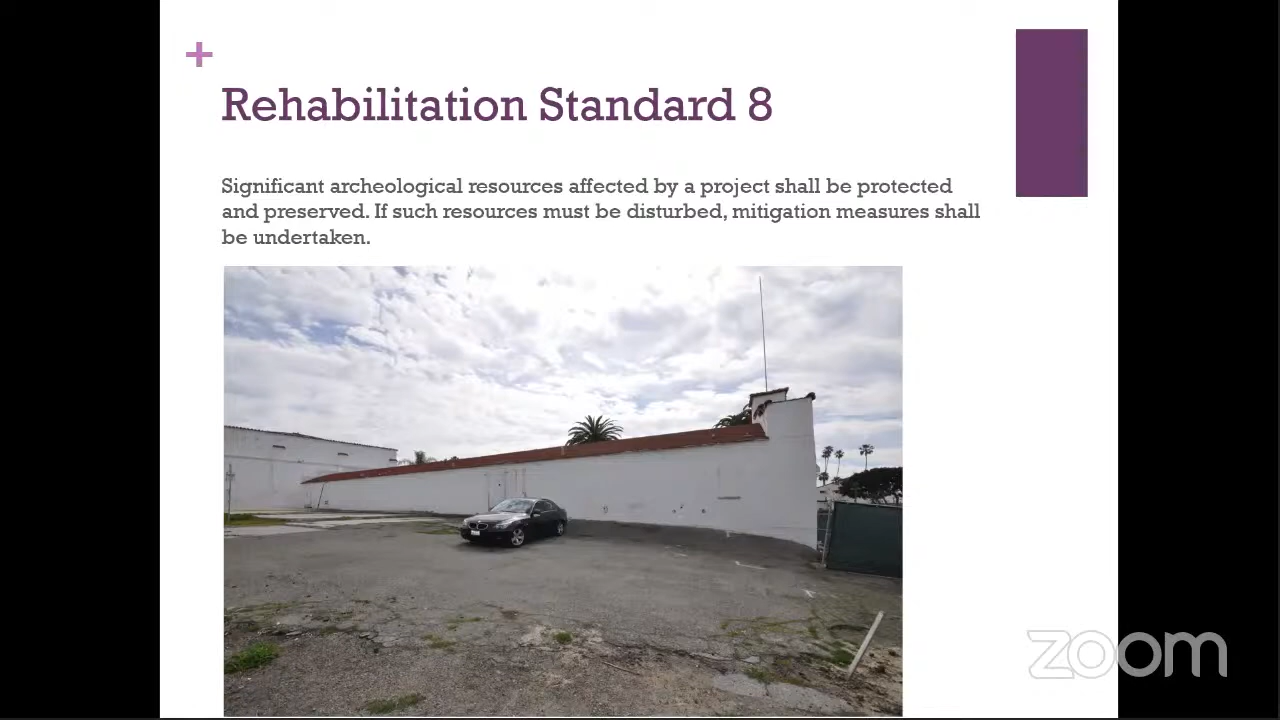 +
Rehabilitation Standard 8
Significant archeological resources affected by a project shall be protected
and preserved. If such resources must be disturbed, mitigation measures shall
be undertaken.
zoom